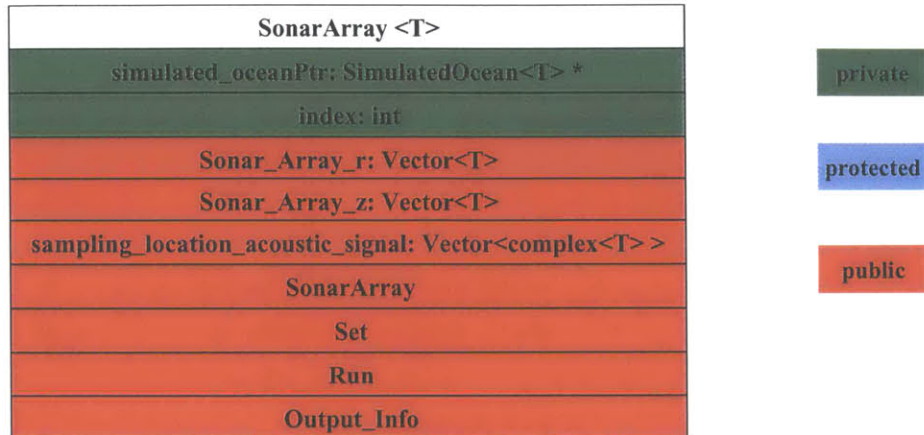 SonarArray <T>
simulated_oceanPtr: SimulatedOcean<T> *
index: int
Sonar_Array_r: Vector<T>
Sonar_Array_z: Vector<T>
sampling_location_acoustic_signal: Vector<complex<T> >
SonarArray
Set
Run
Output_Info
private
protected
public